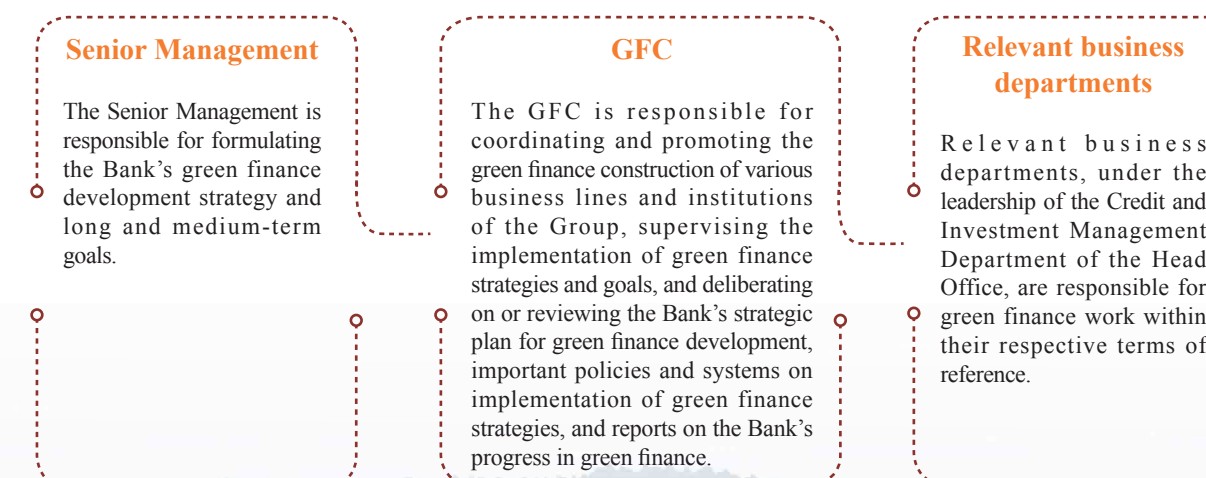 Senior Management
The Senior Management is
responsible for formulating
the Bank's green finance
development strategy and
long and medium-term
goals.
GFC
The GFC is responsible for
coordinating and promoting the
green finance construction of various
business lines and institutions
of the Group, supervising the
implementation of green finance
strategies and goals, and deliberating
on or reviewing the Bank's strategic
plan for green finance development,
important policies and systems on
implementation of green finance
strategies, and reports on the Bank's
progress in green finance.
Relevant business
departments
Relevant business
departments, under the
leadership of the Credit and
Investment Management
Department of the Head
Office, are responsible for
green finance work within
their respective terms of
reference.